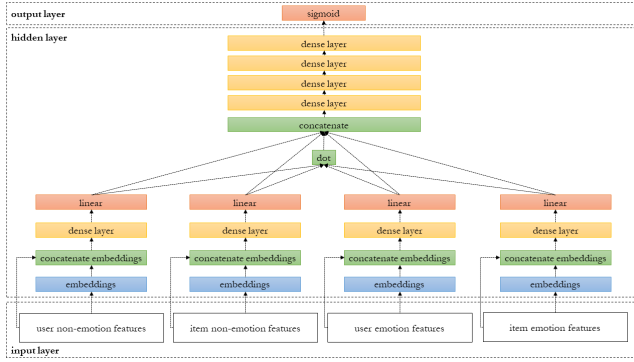 output layer
sigmoid
hidden layer
dense layer
dense layer
dense layer
dense layer
concatenate
dot
linear linear linear linear
dense layer dense layer dense layer dense layer
concatenate embeddings concatenate embeddings concatenate embeddings concatenate embeddings
embeddings embeddings embeddings embeddings
user non-emotion features item non-emotion features user emotion features item emotion features
input layer